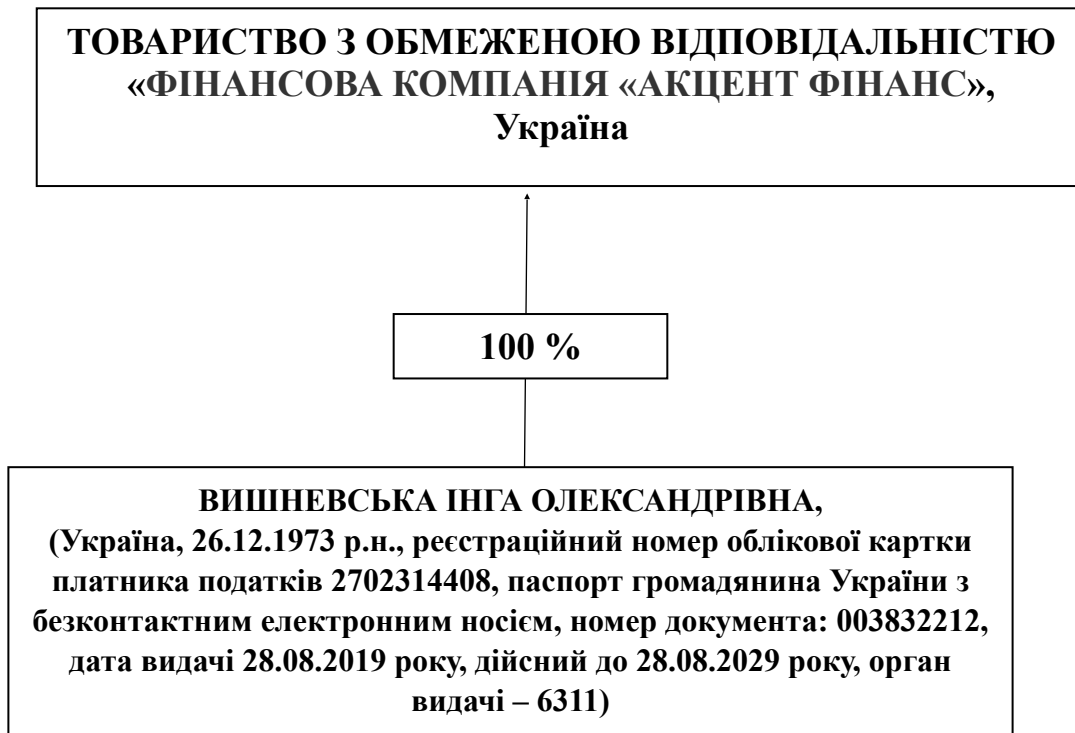 ТОВАРИСТВО З ОБМЕЖЕНОЮ ВІДПОВІДАЛЬНІСТЮ
«ФІНАНСОВА КОМПАНІЯ «АКЦЕНТ ФІНАНС»,
Україна
100 %
ВИШНЕВСЬКА ІНГА ОЛЕКСАНДРІВНА,
(Україна, 26.12.1973 р.н., реєстраційний номер облікової картки
платника податків 2702314408, паспорт громадянина України з
безконтактним електронним носієм, номер документа: 003832212,
дата видачі 28.08.2019 року, дійсний до 28.08.2029 року, орган
видачі – 6311)